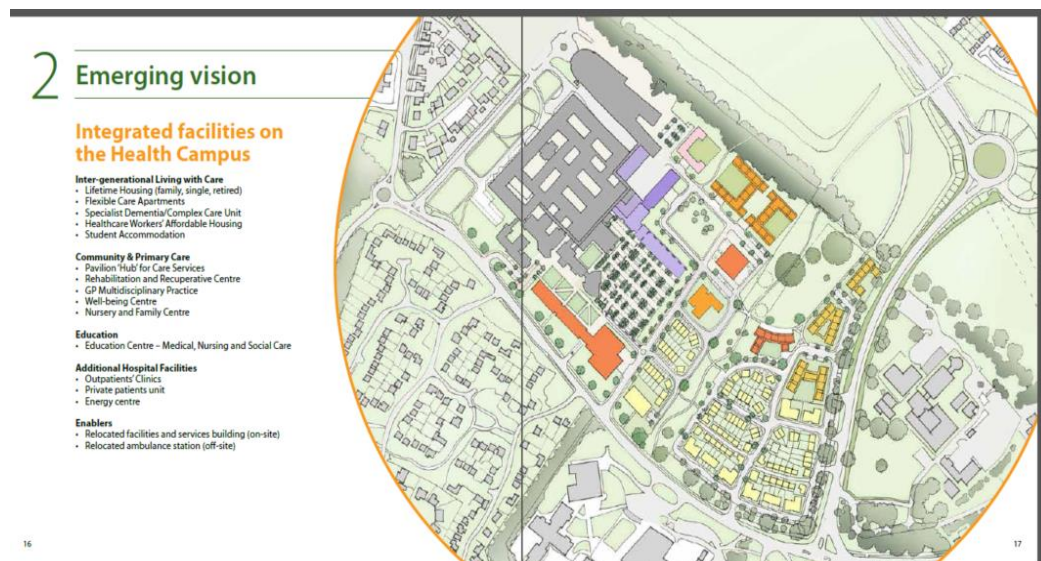 2
Emerging vision
Integrated facilities on
the Health Campus
Inter-generational Living with Care
• Lifetime Housing (family, single, retired)
• Flexible Care Apartments
• Specialist Dementia/Complex Care Unit
• Healthcare Workers' Affordable Housing
• Student Accommodation
Community & Primary Care
• Pavilion 'Hub' for Care Services
• Rehabilitation and Recuperative Centre
• GP Multidisciplinary Practice
• Well-being Centre
• Nursery and Family Centre
Education
• Education Centre – Medical, Nursing and Social Care
Additional Hospital Facilities
• Outpatients' Clinics
• Private patients unit
• Energy centre
Enablers
• Relocated facilities and services building (on-site)
• Relocated ambulance station (off-site)
16
17